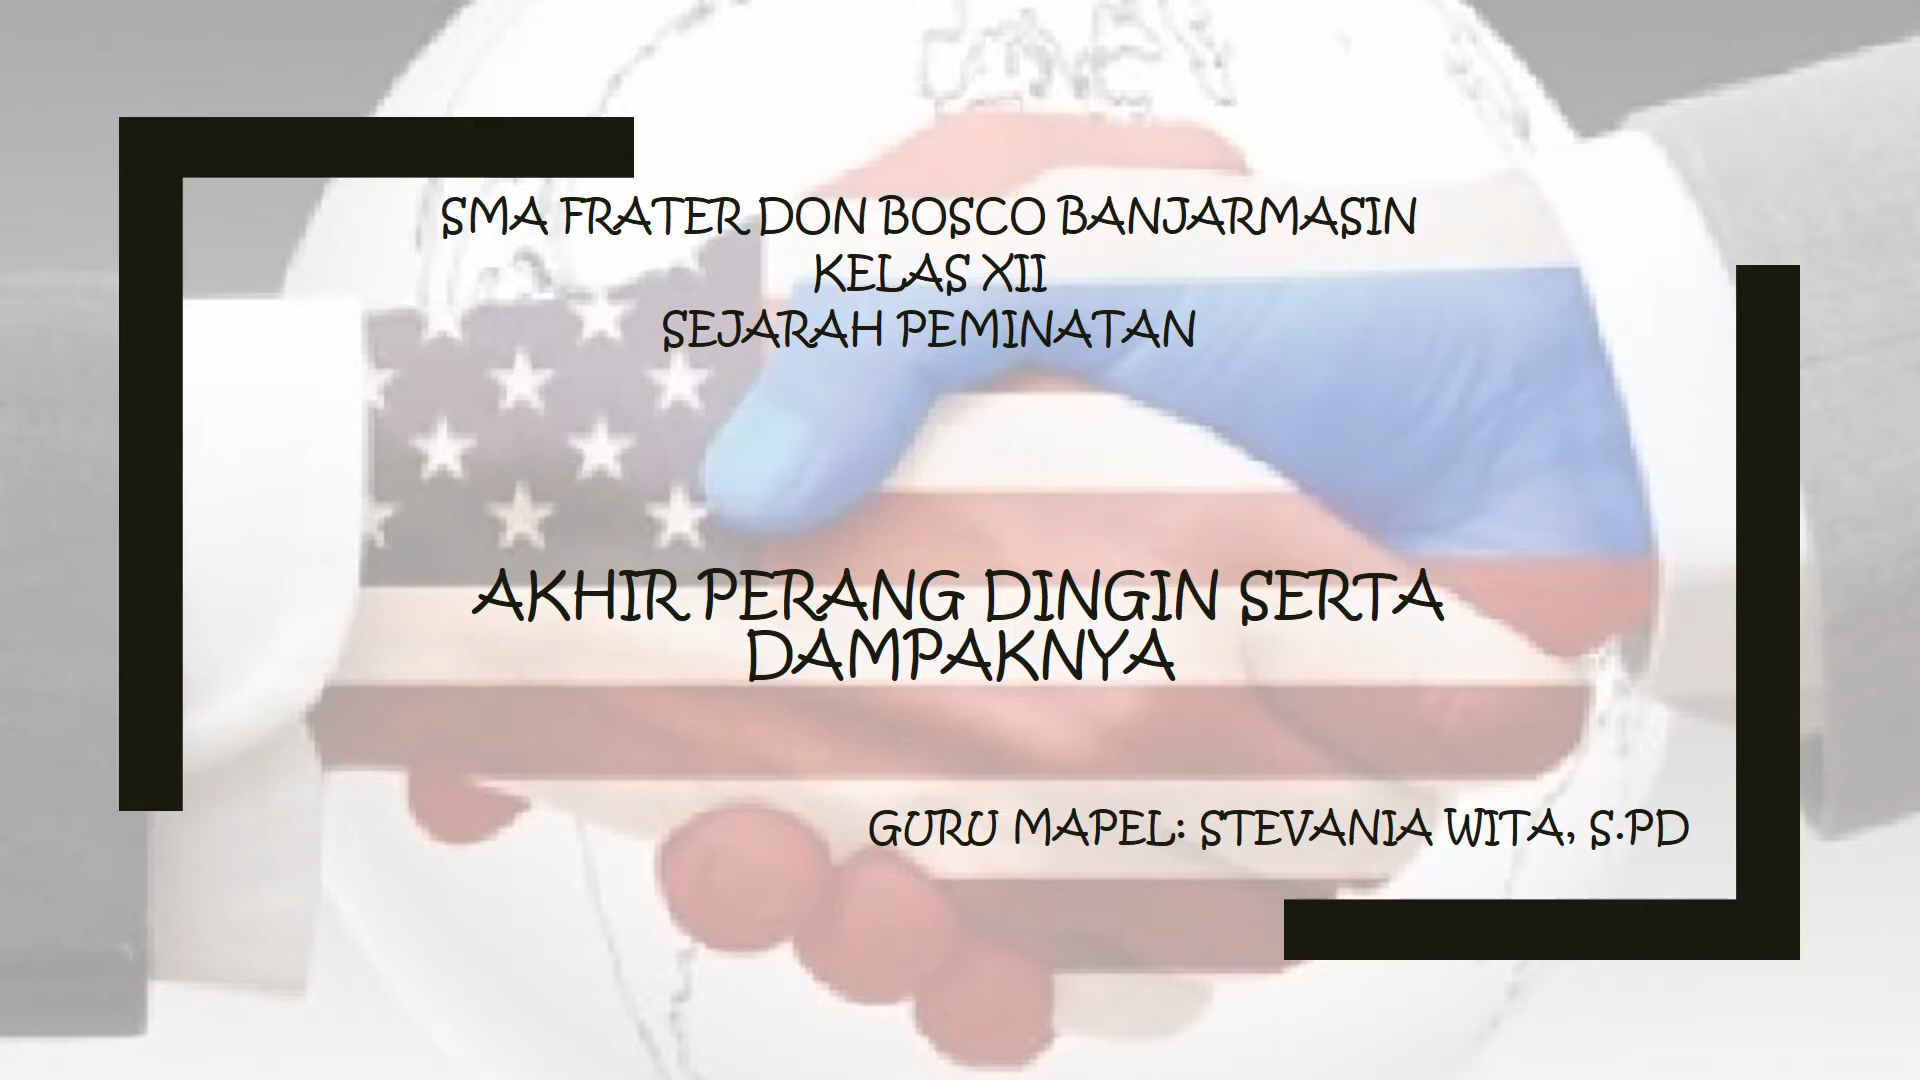 SMA FRATER DON BOSCO BANJARMASIN
KELAS XII
SEJARAH PEMINATAN
AKHIR PERANG DINGIN SERTA
DAMPAKNYA
GURU MAPEL: STEVANIA WITA, S.PD